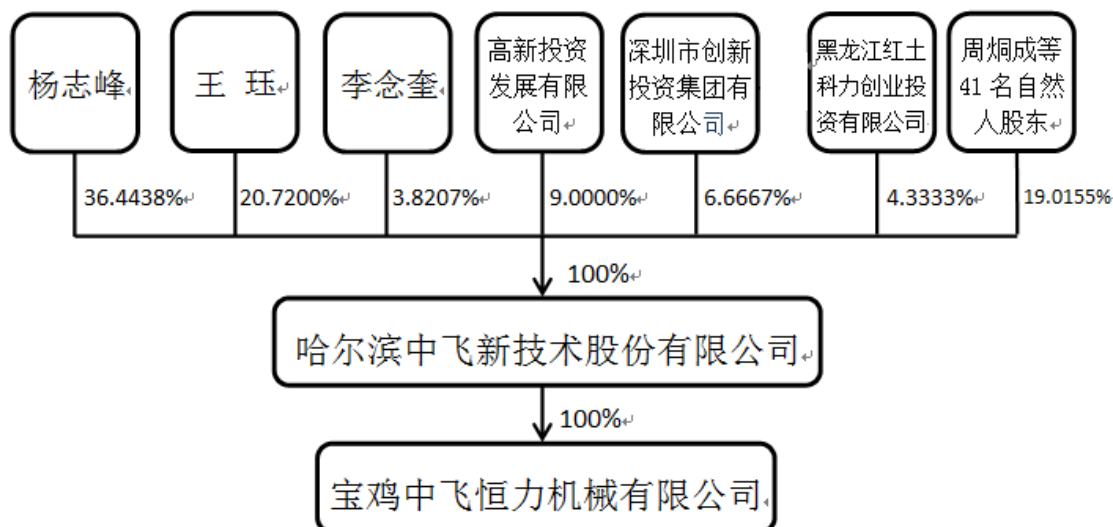 杨志峰
王 珏
李念奎
高新投资
发展有限
公司
深圳市创新
投资集团有
限公司
黑龙江红土
科力创业投
资有限公司
周炯成等
41 名自然
人股东
36.4438%
20.7200%
3.8207%
9.0000%
6.6667%
4.3333%
19.0155%
100%
哈尔滨中飞新技术股份有限公司
100%
宝鸡中飞恒力机械有限公司